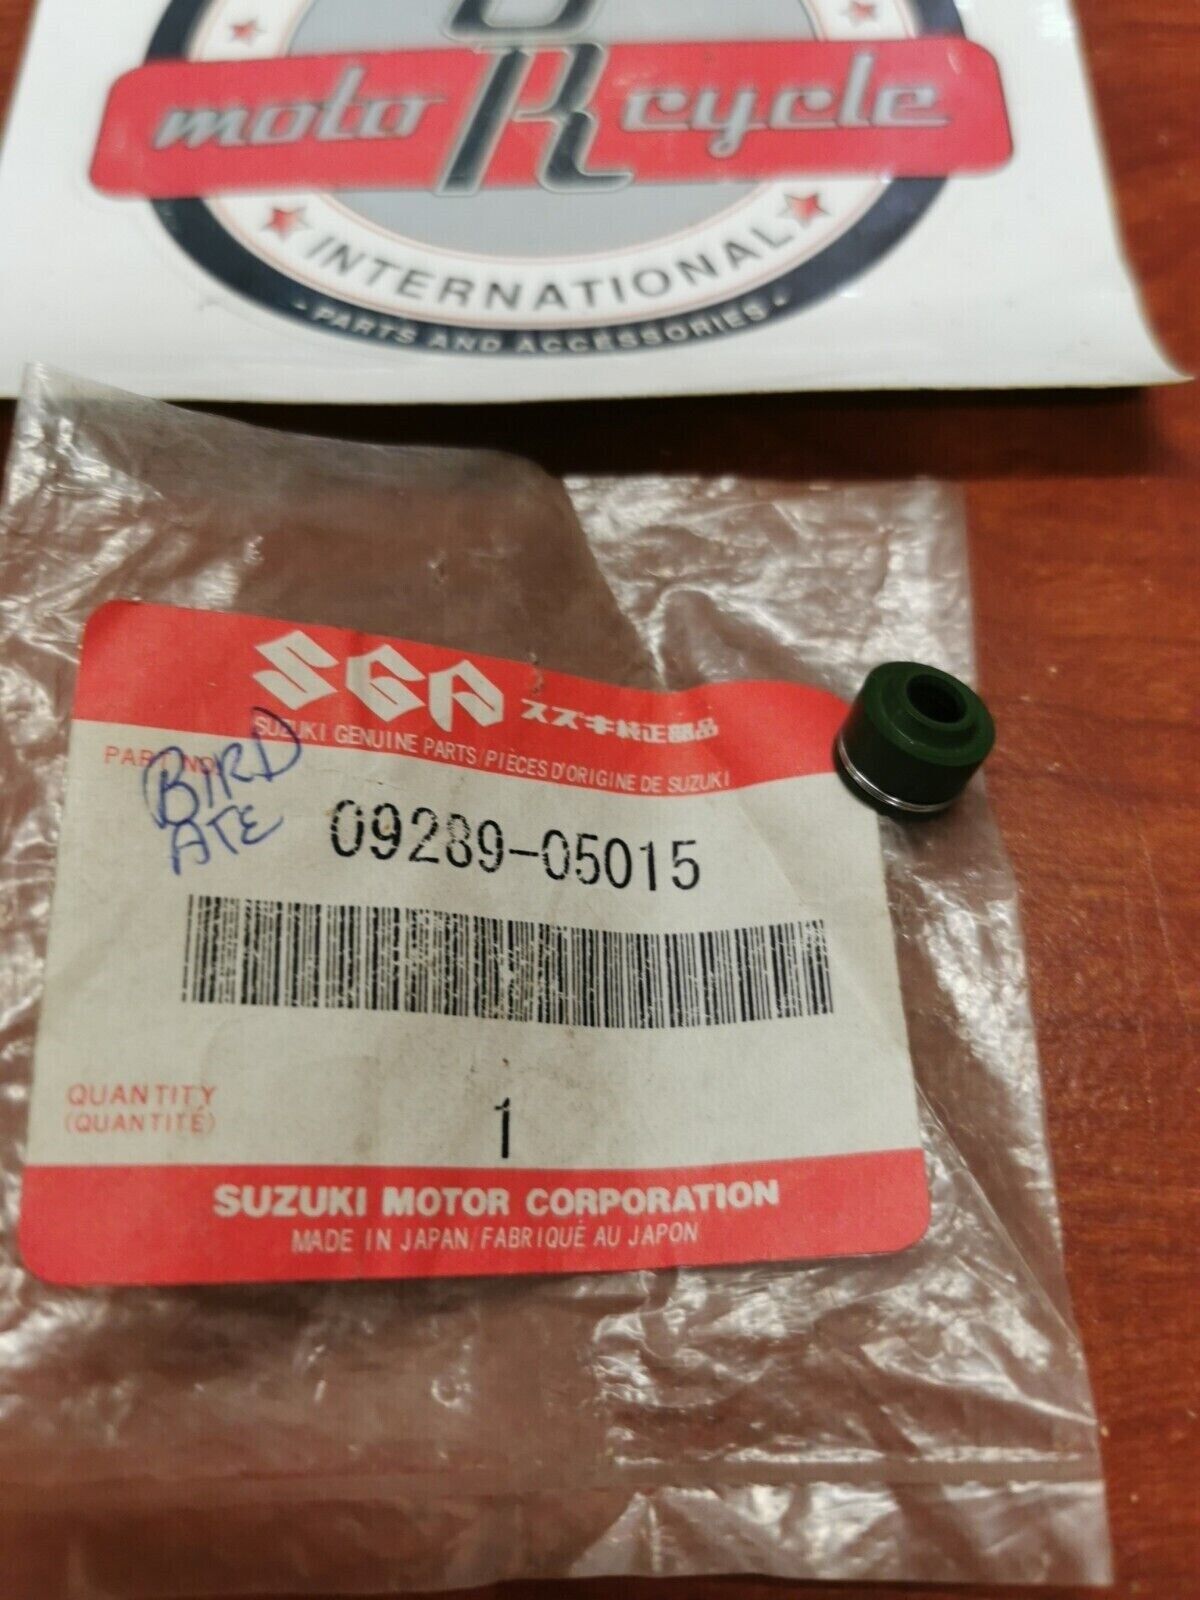 moto R cycle
INTERNATIONAL
- PARTS AND ACCESSORIES -
SGP スズキ純正部品
SUZUKI GENUINE PARTS/PIÈCES D'ORIGINE DE SUZUKI
PART NO.
BIRD
ATE
09289-05015
QUANTITY
(QUANTITÉ)
1
SUZUKI MOTOR CORPORATION
MADE IN JAPAN/FABRIQUÉ AU JAPON